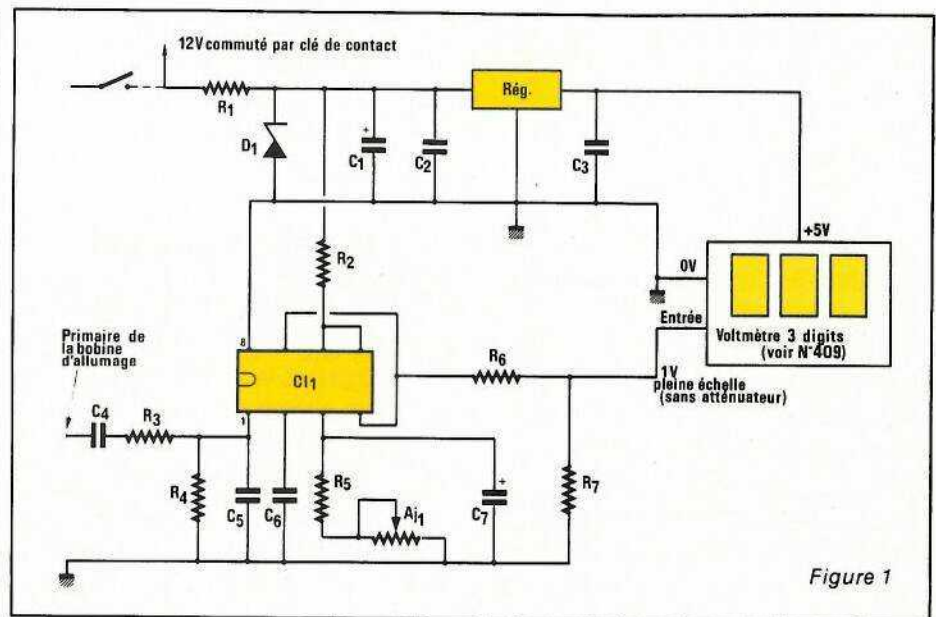 12V commuté par clé de contact
R1
D1
C1
+
C2
Rég.
C3
+5V
R2
0V
Entrée
Voltmètre 3 digits
(voir N°409)
Primaire de
la bobine
d'allumage
8
CI1
1
R6
1V
pleine échelle
(sans atténuateur)
C4
R3
R4
C5
C6
R5
Aj1
+
C7
R7
Figure 1